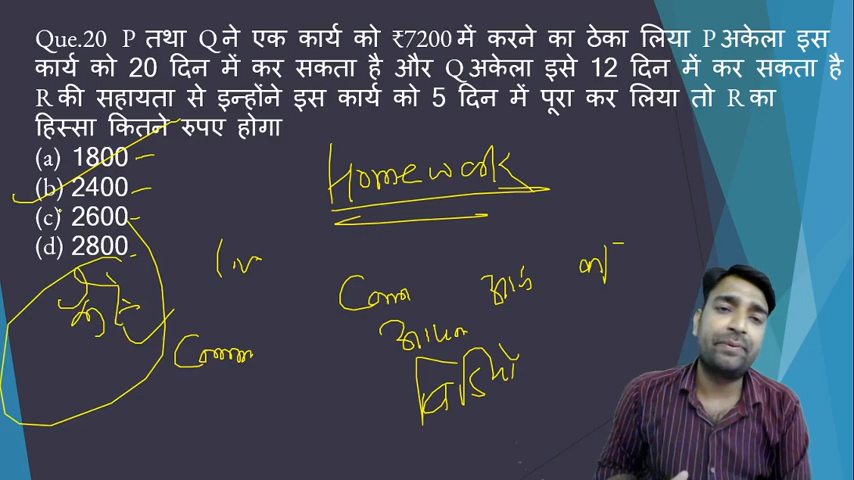 Que.20 P तथा Q ने एक कार्य को ₹7200 में करने का ठेका लिया P अकेला इस
कार्य को 20 दिन में कर सकता है और Q अकेला इसे 12 दिन में कर सकता है
R की सहायता से इन्होंने इस कार्य को 5 दिन में पूरा कर लिया तो R का
हिस्सा कितने रुपए होगा
(a) 1800
(b) 2400
(c) 2600
(d) 2800
Homework